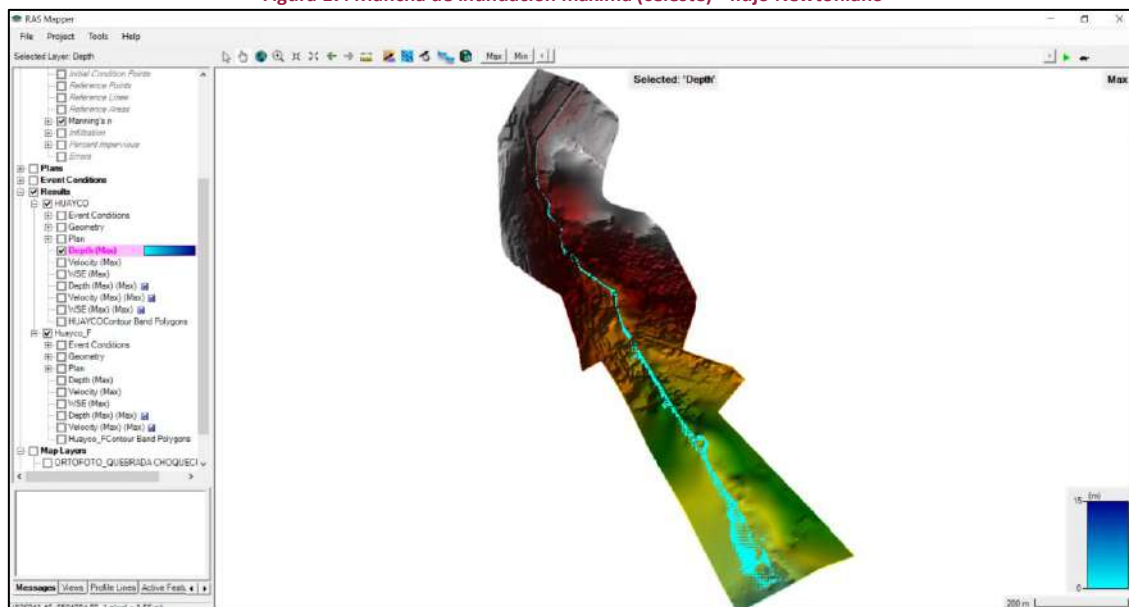 RAS Mapper
File Project Tools Help
Selected Layer: Depth
Max Min
Initial Condition Points
Reference Points
Reference Lines
Reference Areas
Manning's n
Infiltration
Percent Impervious
Errors
Plans
Event Conditions
Results
HUAYCO
Event Conditions
Geometry
Plan
Depth (Max)
Velocity (Max)
WSE (Max)
Depth (Max) (Max)
Velocity (Max) (Max)
WSE (Max) (Max)
HUAYCOContour Band Polygons
Huayco_F
Event Conditions
Geometry
Plan
Depth (Max)
Velocity (Max)
WSE (Max)
Depth (Max) (Max)
Velocity (Max) (Max)
Huayco_FContour Band Polygons
Map Layers
ORTOFOTO_QUEBRADA CHOQUECI
Messages Views Profile Lines Active Feat
Selected: 'Depth'
Max
15 (m)
0
200 m